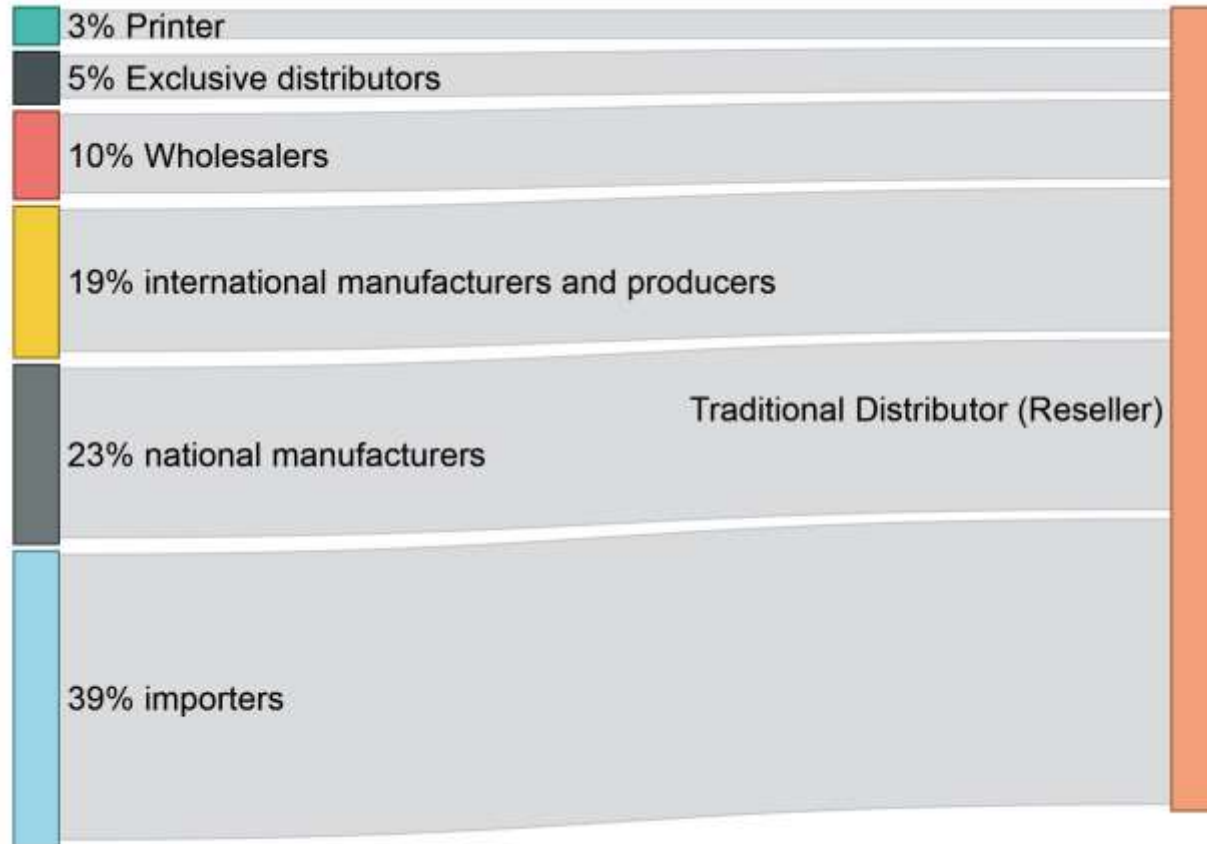 3% Printer
5% Exclusive distributors
10% Wholesalers
19% international manufacturers and producers
Traditional Distributor (Reseller)
23% national manufacturers
39% importers